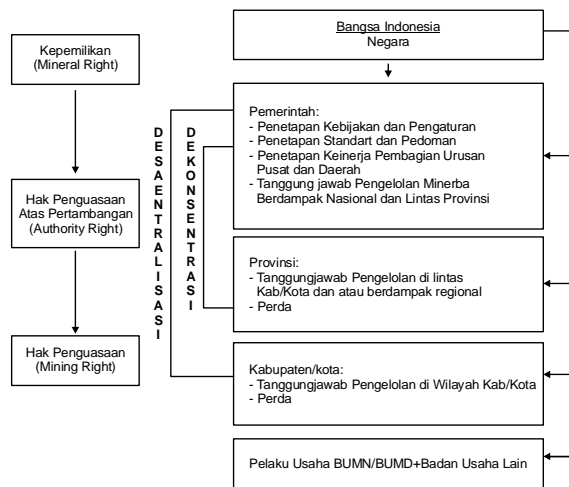 Kepemilikan
(Mineral Right)
Hak Penguasaan
Atas Pertambangan
(Authority Right)
Hak Penguasaan
(Mining Right)
DESAENTRALISASI
DEKONSENTRASI
Bangsa Indonesia
Negara
Pemerintah:
- Penetapan Kebijakan dan Pengaturan
- Penetapan Standart dan Pedoman
- Penetapan Keinerja Pembagian Urusan
Pusat dan Daerah
- Tanggung jawab Pengelolan Minerba
Berdampak Nasional dan Lintas Provinsi
Provinsi:
- Tanggungjawab Pengelolan di lintas
Kab/Kota dan atau berdampak regional
- Perda
Kabupaten/kota:
- Tanggungjawab Pengelolan di Wilayah Kab/Kota
- Perda
Pelaku Usaha BUMN/BUMD+Badan Usaha Lain